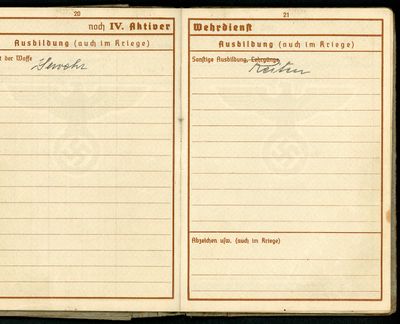 20
noch IV. Aktiver
Ausbildung (auch im Kriege)
t der Waffe
Gewehr
21
Wehrdienst
Ausbildung (auch im Kriege)
Sonstige Ausbildung, Lehrgänge
Reiten
Abzeichen usw. (auch im Kriege)